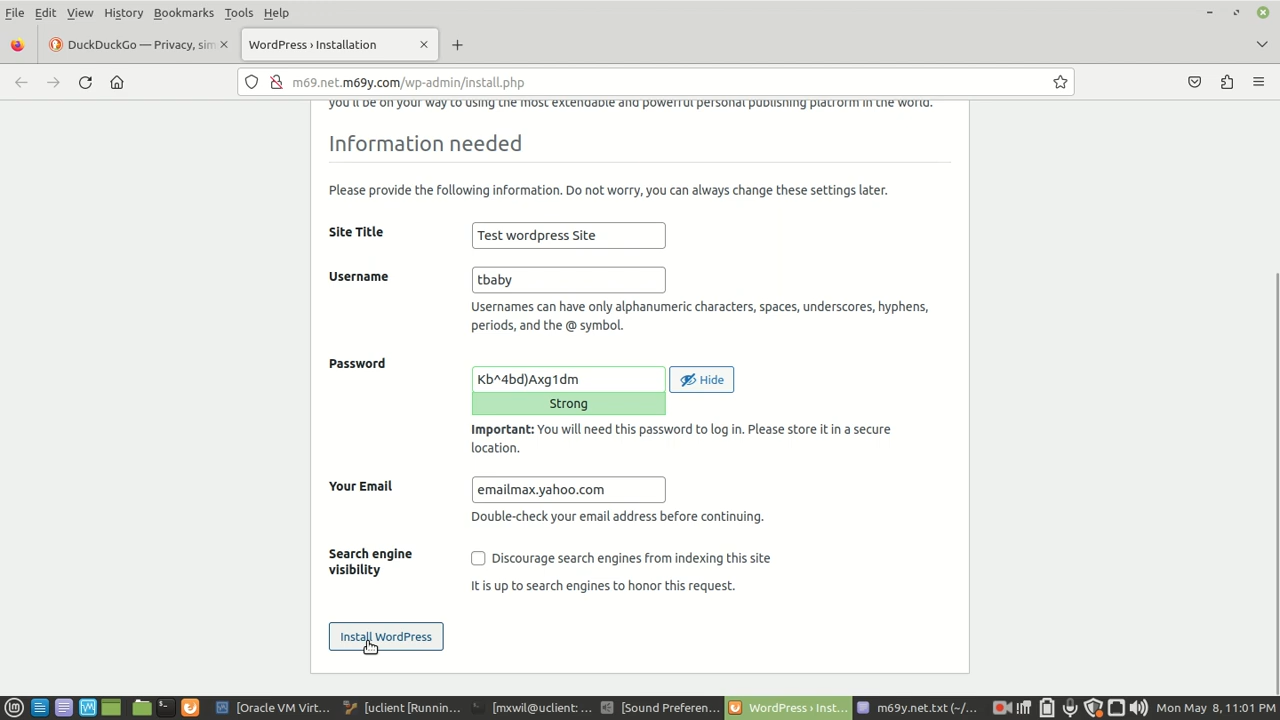 File Edit View History Bookmarks Tools Help
DuckDuckGo — Privacy, sim
WordPress › Installation
m69.net.m69y.com/wp-admin/install.php
you'll be on your way to using the most extendable and powerful personal publishing platform in the world.
Information needed
Please provide the following information. Do not worry, you can always change these settings later.
Site Title
Test wordpress Site
Username
tbaby
Usernames can have only alphanumeric characters, spaces, underscores, hyphens,
periods, and the @ symbol.
Password
Kb^4bd)Axg1dm
Hide
Strong
Important: You will need this password to log in. Please store it in a secure
location.
Your Email
emailmax.yahoo.com
Double-check your email address before continuing.
Search engine
visibility
Discourage search engines from indexing this site
It is up to search engines to honor this request.
Install WordPress
[Oracle VM Virt... [uclient [Runnin... [mxwil@uclient: ... [Sound Preferen... WordPress › Inst... m69y.net.txt (~/... Mon May 8, 11:01 PM